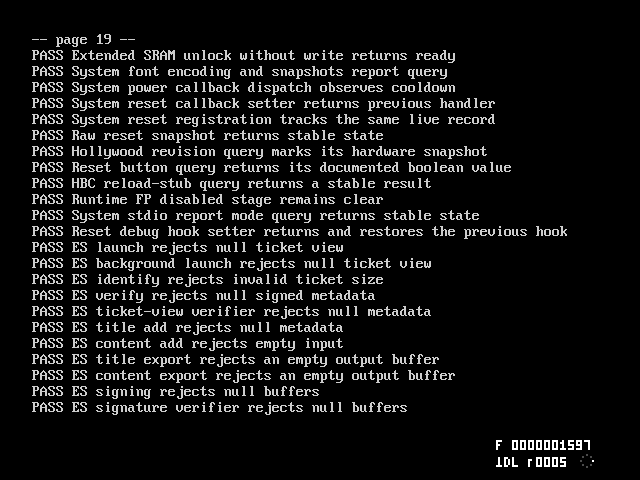 -- page 19 --
PASS Extended SRAM unlock without write returns ready
PASS System font encoding and snapshots report query
PASS System power callback dispatch observes cooldown
PASS System reset callback setter returns previous handler
PASS System reset registration tracks the same live record
PASS Raw reset snapshot returns stable state
PASS Hollywood revision query marks its hardware snapshot
PASS Reset button query returns its documented boolean value
PASS HBC reload-stub query returns a stable result
PASS Runtime FP disabled stage remains clear
PASS System stdio report mode query returns stable state
PASS Reset debug hook setter returns and restores the previous hook
PASS ES launch rejects null ticket view
PASS ES background launch rejects null ticket view
PASS ES identify rejects invalid ticket size
PASS ES verify rejects null signed metadata
PASS ES ticket-view verifier rejects null metadata
PASS ES title add rejects null metadata
PASS ES content add rejects empty input
PASS ES title export rejects an empty output buffer
PASS ES content export rejects an empty output buffer
PASS ES signing rejects null buffers
PASS ES signature verifier rejects null buffers
F 0000001597
IDL r0005